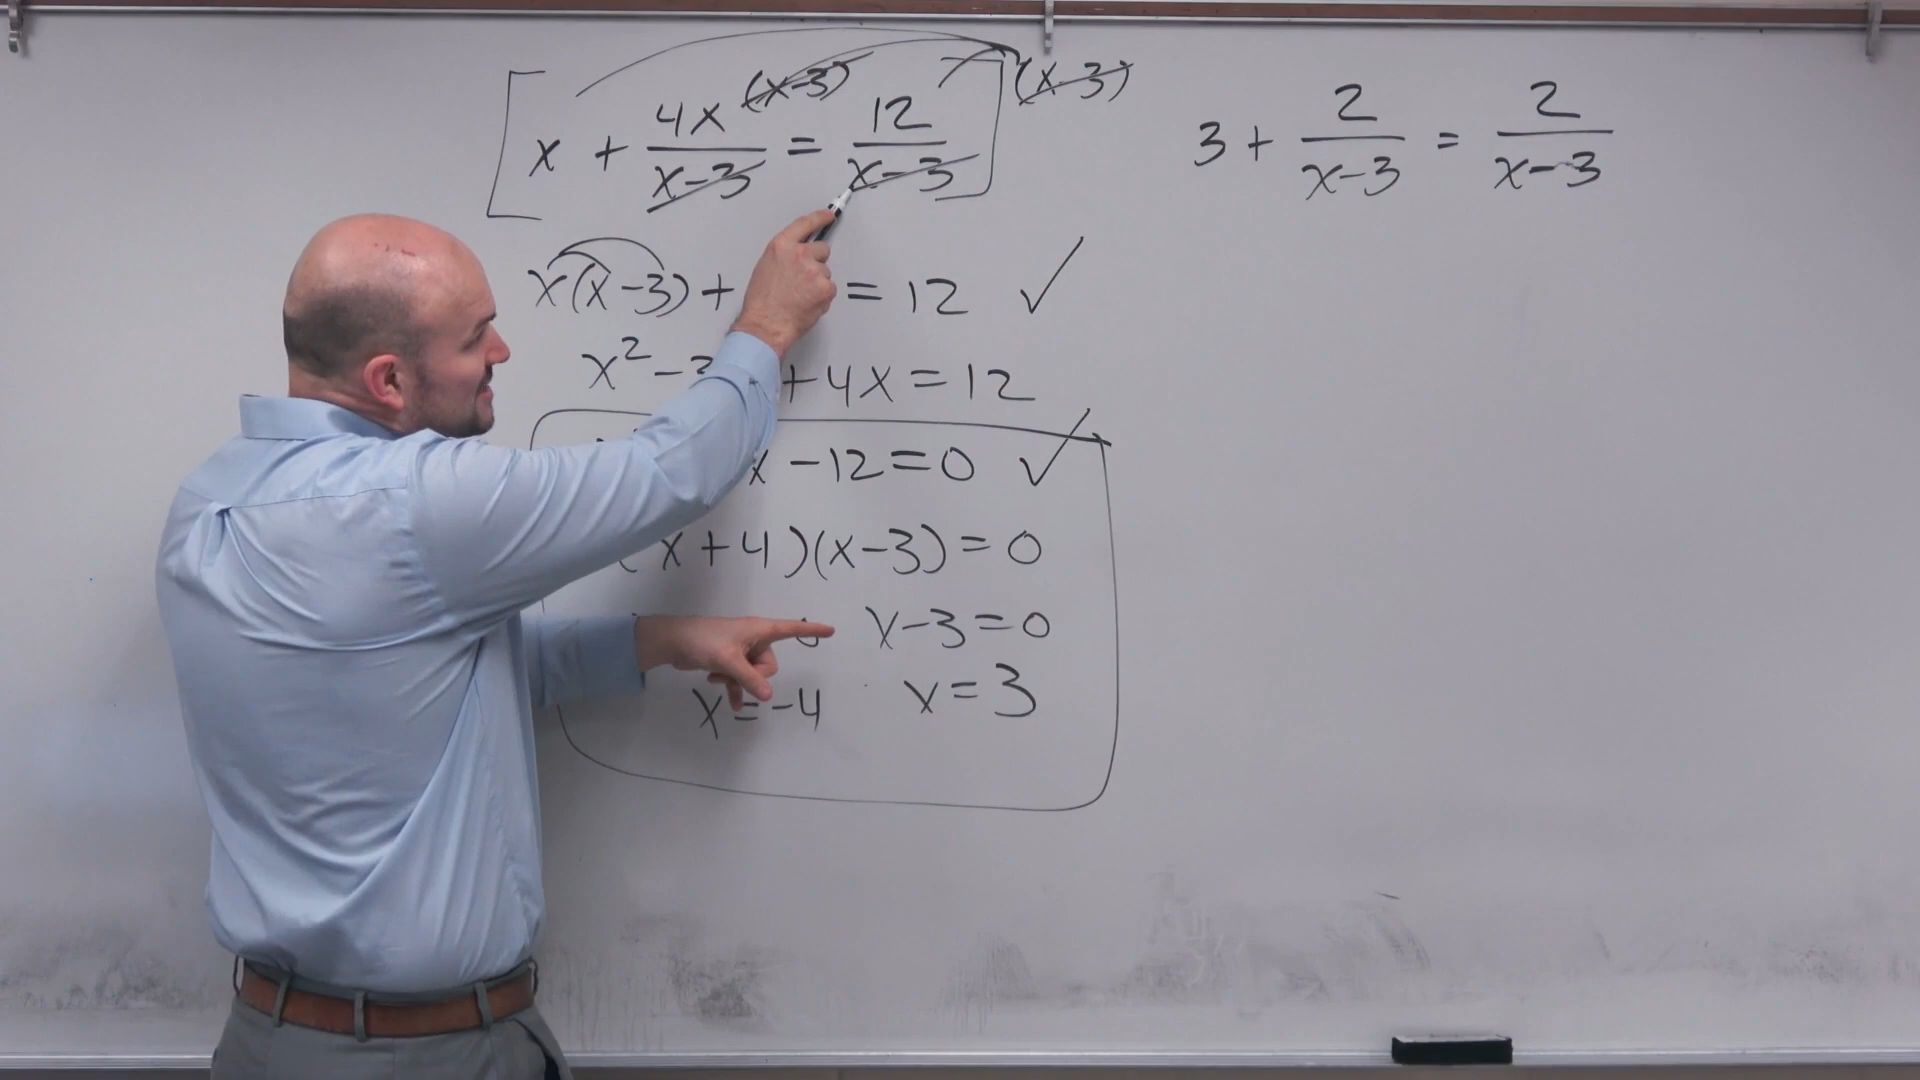 x + 4x/(x-3) (x-3) = 12/(x-3) (x-3)
x(x-3) + = 12 ✓
x² - + 4x = 12
x - 12 = 0 ✓
(x+4)(x-3) = 0
x-3 = 0
x = -4 x = 3
3 + 2/(x-3) = 2/(x-3)